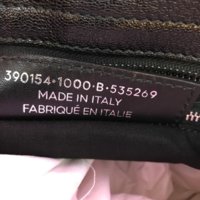 390154•1000•B•535269
MADE IN ITALY
FABRIQUÉ EN ITALIE